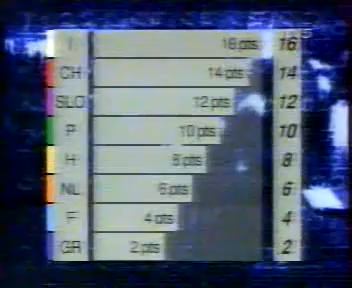 I 16 pts 16
CH 14 pts 14
SLO 12 pts 12
P 10 pts 10
H 8 pts 8
NL 6 pts 6
F 4 pts 4
GR 2 pts 2